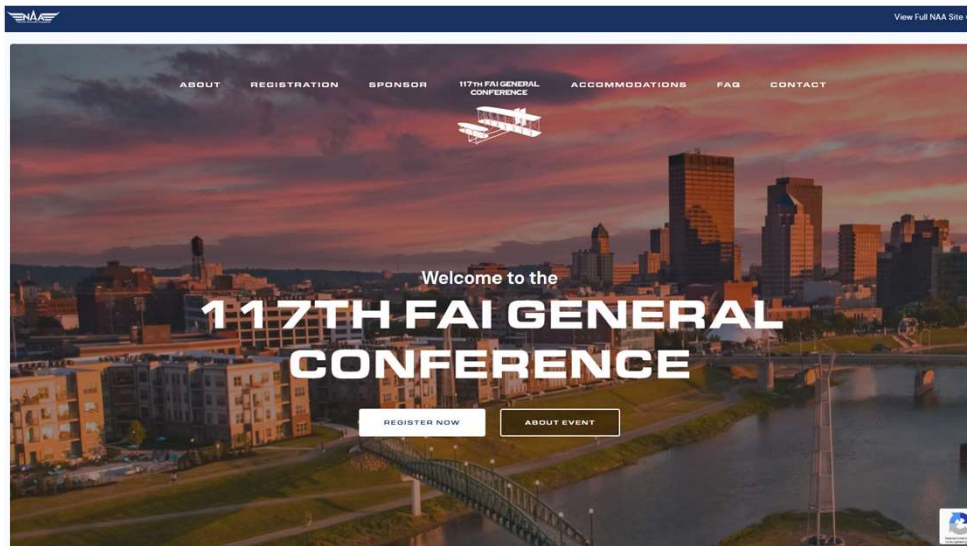 NAA
View Full NAA Site
ABOUT
REGISTRATION
SPONSOR
117TH FAI GENERAL
CONFERENCE
ACCOMMODATIONS
FAQ
CONTACT
Welcome to the
117TH FAI GENERAL
CONFERENCE
REGISTER NOW
ABOUT EVENT